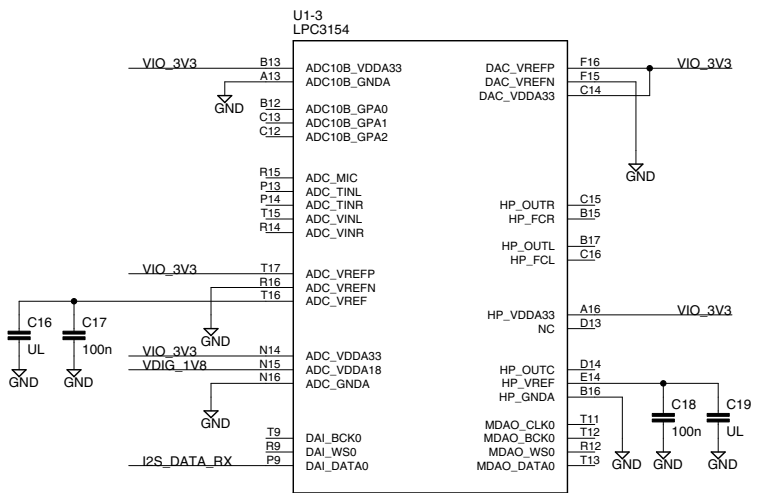 U1-3
LPC3154
VIO_3V3 B13 ADC10B_VDDA33
A13 ADC10B_GNDA
GND
B12 ADC10B_GPA0
C13 ADC10B_GPA1
C12 ADC10B_GPA2
R15 ADC_MIC
P13 ADC_TINL
P14 ADC_TINR
T15 ADC_VINL
R14 ADC_VINR
VIO_3V3 T17 ADC_VREFP
R16 ADC_VREFN
T16 ADC_VREF
C16 UL
C17 100n
GND
GND
GND
VIO_3V3 N14 ADC_VDDA33
VDIG_1V8 N15 ADC_VDDA18
N16 ADC_GNDA
GND
T9 DAI_BCK0
R9 DAI_WS0
I2S_DATA_RX P9 DAI_DATA0
DAC_VREFP F16 VIO_3V3
DAC_VREFN F15
DAC_VDDA33 C14
GND
HP_OUTR C15
HP_FCR B15
HP_OUTL B17
HP_FCL C16
HP_VDDA33 A16 VIO_3V3
NC D13
HP_OUTC D14
HP_VREF E14
HP_GNDA B16
C18 100n
C19 UL
MDAO_CLK0 T11
MDAO_BCK0 T12
MDAO_WS0 R12
MDAO_DATA0 T13
GND
GND
GND